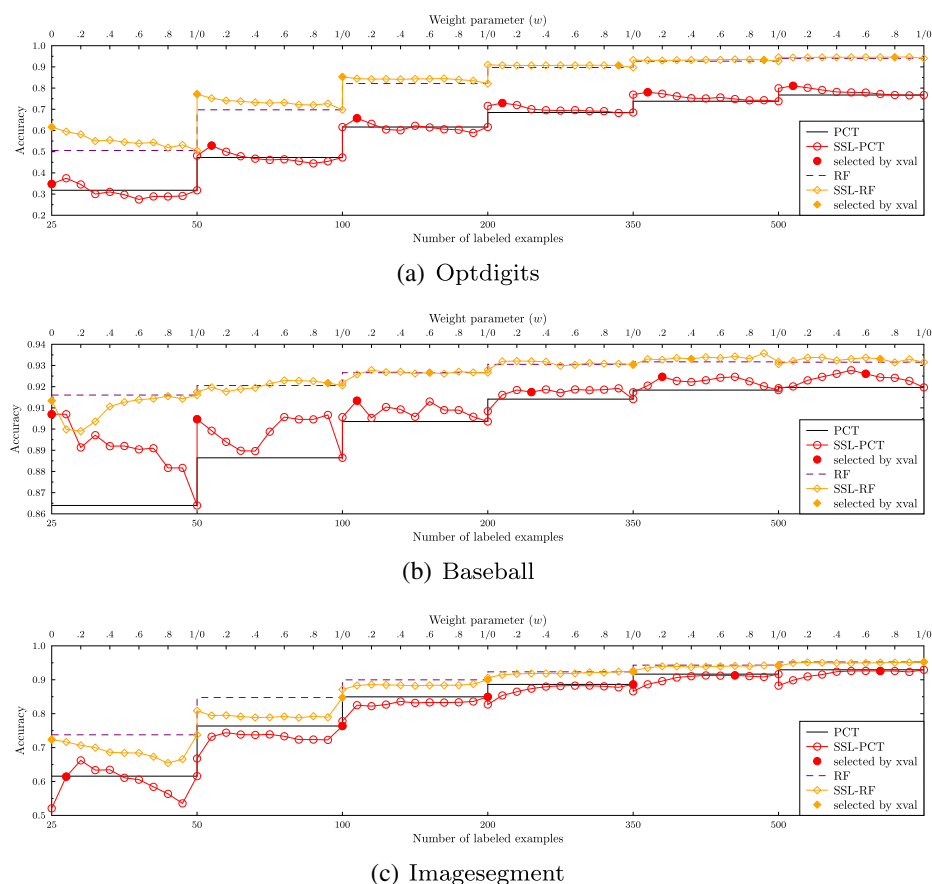 Weight parameter (w)
0 .2 .4 .6 .8 1/0 .2 .4 .6 .8 1/0 .2 .4 .6 .8 1/0 .2 .4 .6 .8 1/0 .2 .4 .6 .8 1/0 .2 .4 .6 .8 1/0
1.0
0.9
0.8
0.7
0.6
0.5
0.4
0.3
0.2
Accuracy
PCT
SSL-PCT
selected by xval
RF
SSL-RF
selected by xval
25 50 100 200 350 500
Number of labeled examples
(a) Optdigits
Weight parameter (w)
0 .2 .4 .6 .8 1/0 .2 .4 .6 .8 1/0 .2 .4 .6 .8 1/0 .2 .4 .6 .8 1/0 .2 .4 .6 .8 1/0 .2 .4 .6 .8 1/0
0.94
0.93
0.92
0.91
0.9
0.89
0.88
0.87
0.86
Accuracy
PCT
SSL-PCT
selected by xval
RF
SSL-RF
selected by xval
25 50 100 200 350 500
Number of labeled examples
(b) Baseball
Weight parameter (w)
0 .2 .4 .6 .8 1/0 .2 .4 .6 .8 1/0 .2 .4 .6 .8 1/0 .2 .4 .6 .8 1/0 .2 .4 .6 .8 1/0 .2 .4 .6 .8 1/0
1.0
0.9
0.8
0.7
0.6
0.5
Accuracy
PCT
SSL-PCT
selected by xval
RF
SSL-RF
selected by xval
25 50 100 200 350 500
Number of labeled examples
(c) Imagesegment